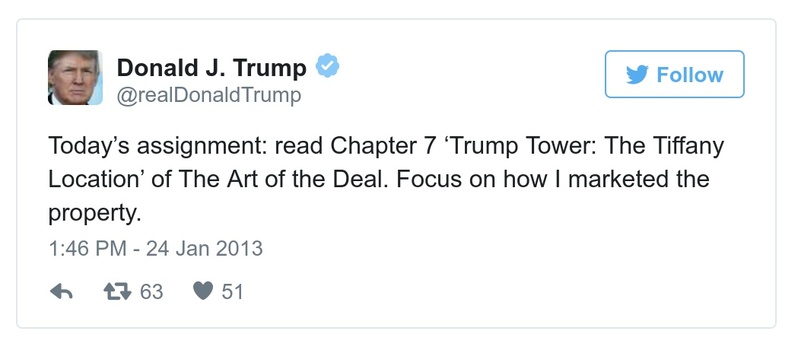 Donald J. Trump
Follow
@realDonaldTrump
Today’s assignment: read Chapter 7 ‘Trump Tower: The Tiffany
Location’ of The Art of the Deal. Focus on how I marketed the
property.
1:46 PM - 24 Jan 2013
63 51